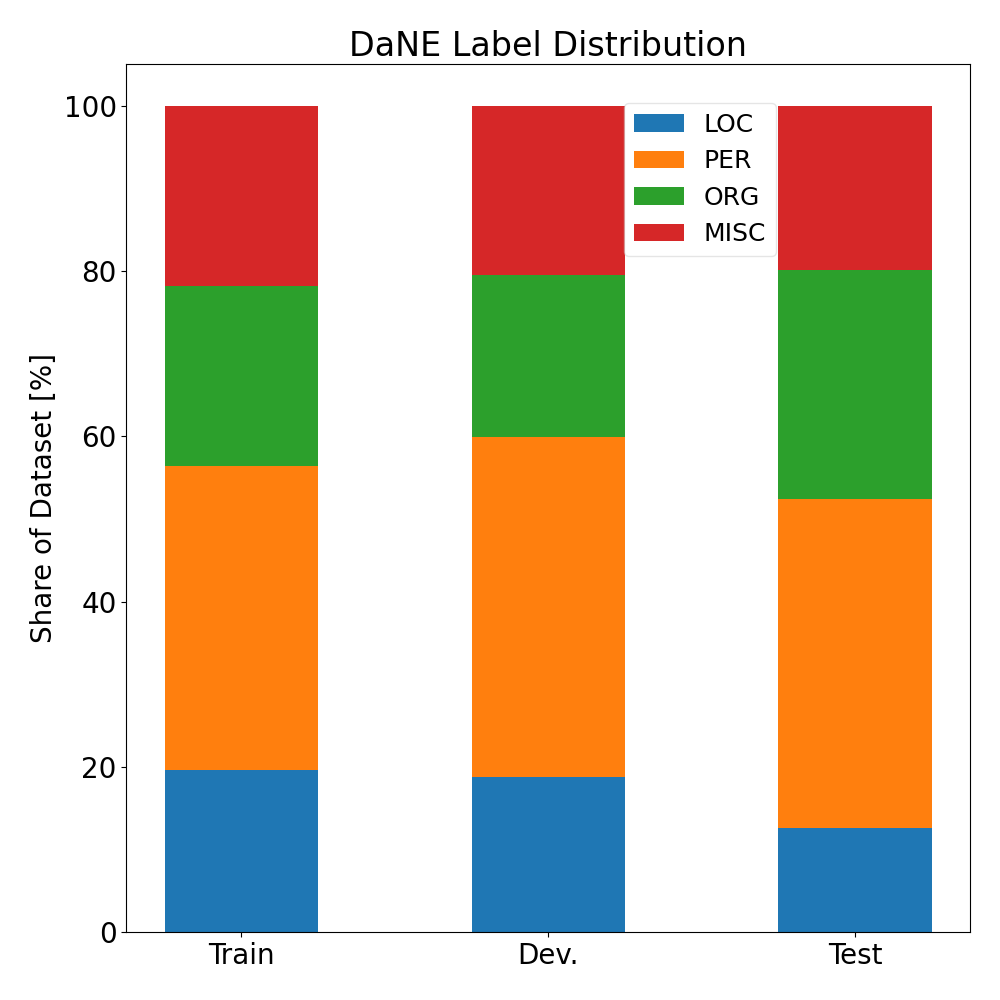 DaNE Label Distribution
Share of Dataset [%]
100
80
60
40
20
0
LOC
PER
ORG
MISC
Train
Dev.
Test